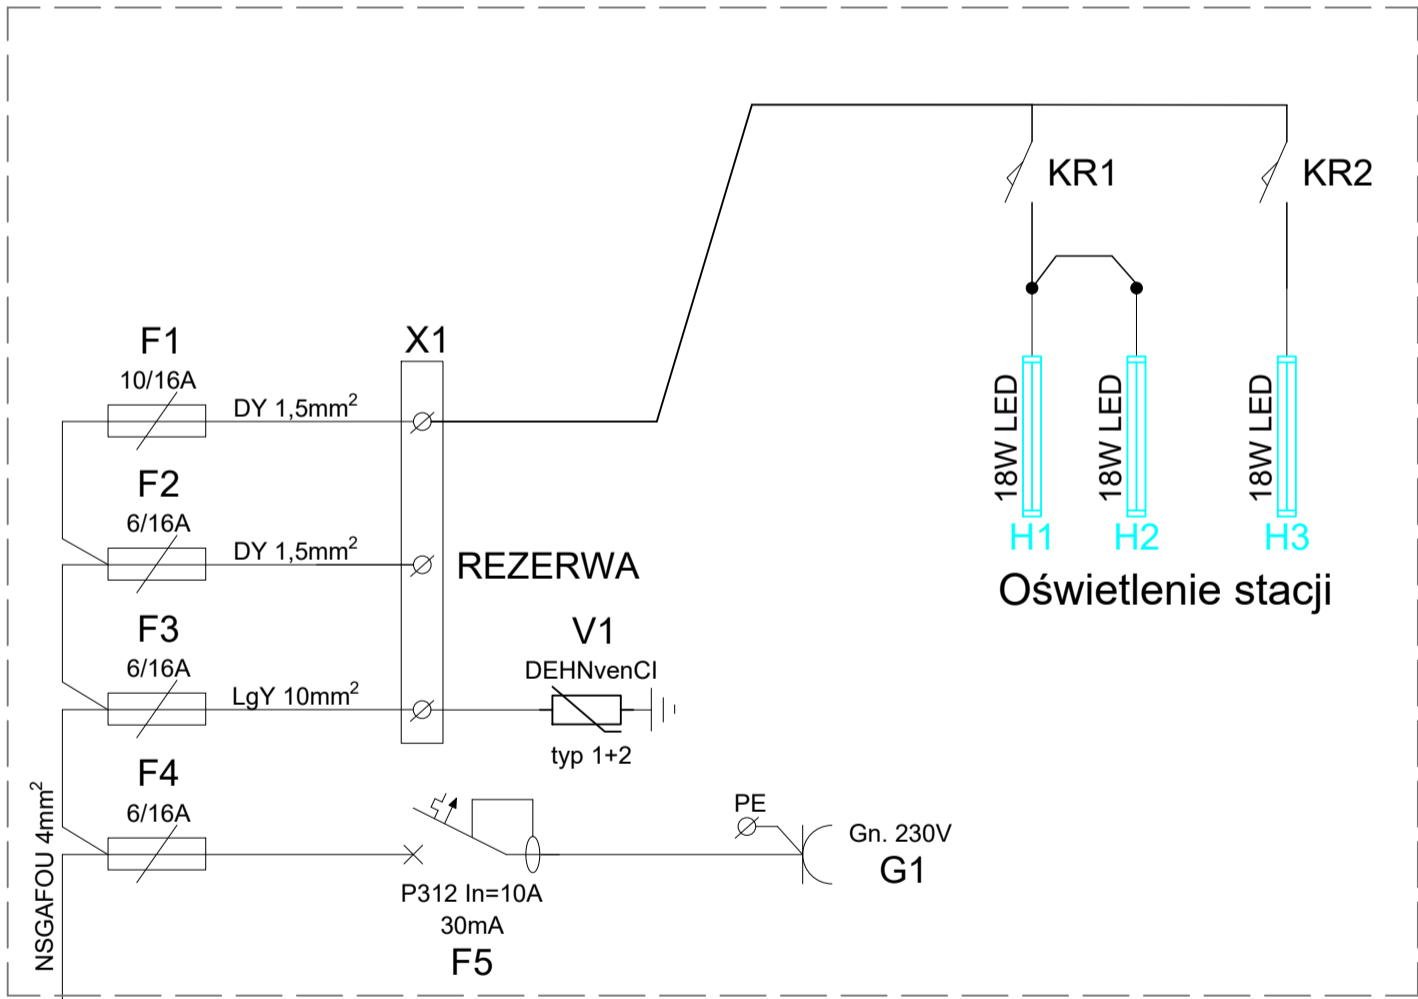 KR1
KR2
F1
10/16A
DY 1,5mm²
X1
18W LED
18W LED
18W LED
H1
H2
H3
Oświetlenie stacji
F2
6/16A
DY 1,5mm²
REZERWA
F3
6/16A
LgY 10mm²
V1
DEHNvenCI
typ 1+2
F4
6/16A
NSGAFOU 4mm²
P312 In=10A
30mA
F5
PE
Gn. 230V
G1